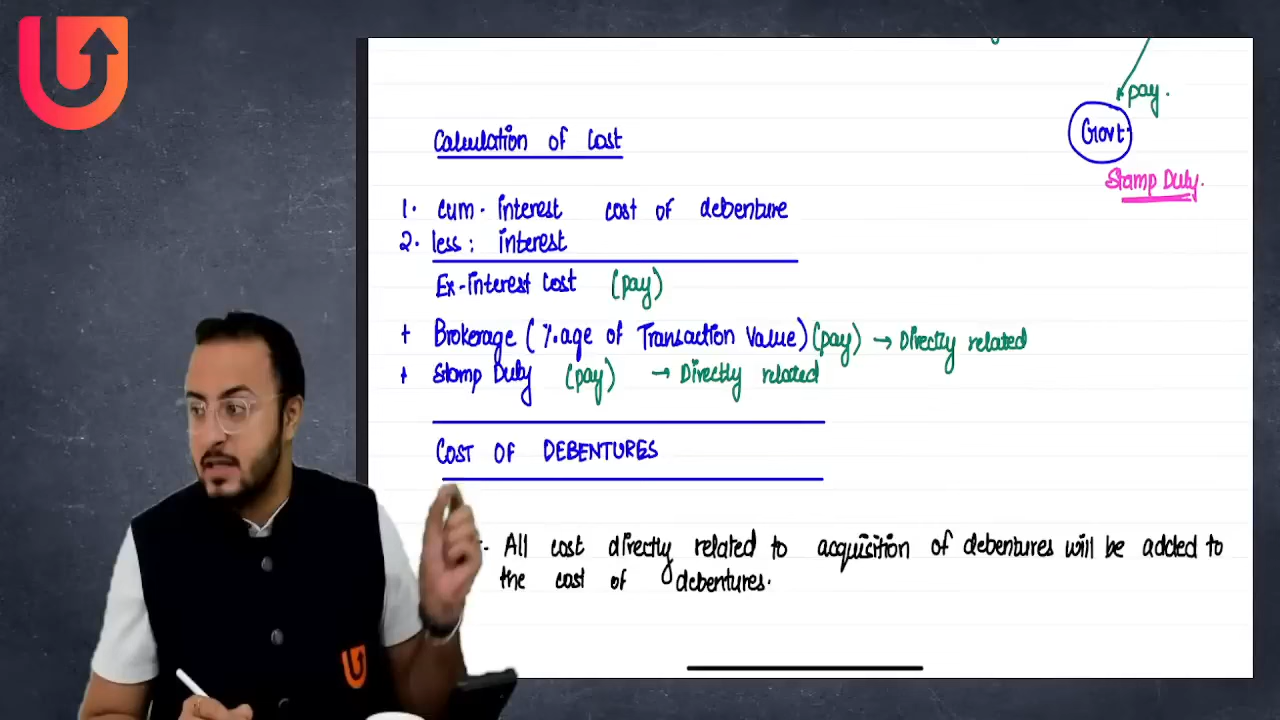 pay.
Govt.
Stamp Duty.
Calculation of Cost
1. Cum-interest cost of debenture
2. less: interest
Ex-interest Cost (pay)
+ Brokerage (%age of Transaction Value) (pay) → Directly related
+ Stamp Duty (pay) → Directly related
COST OF DEBENTURES
All cost directly related to acquisition of debentures will be added to
the cost of debentures.